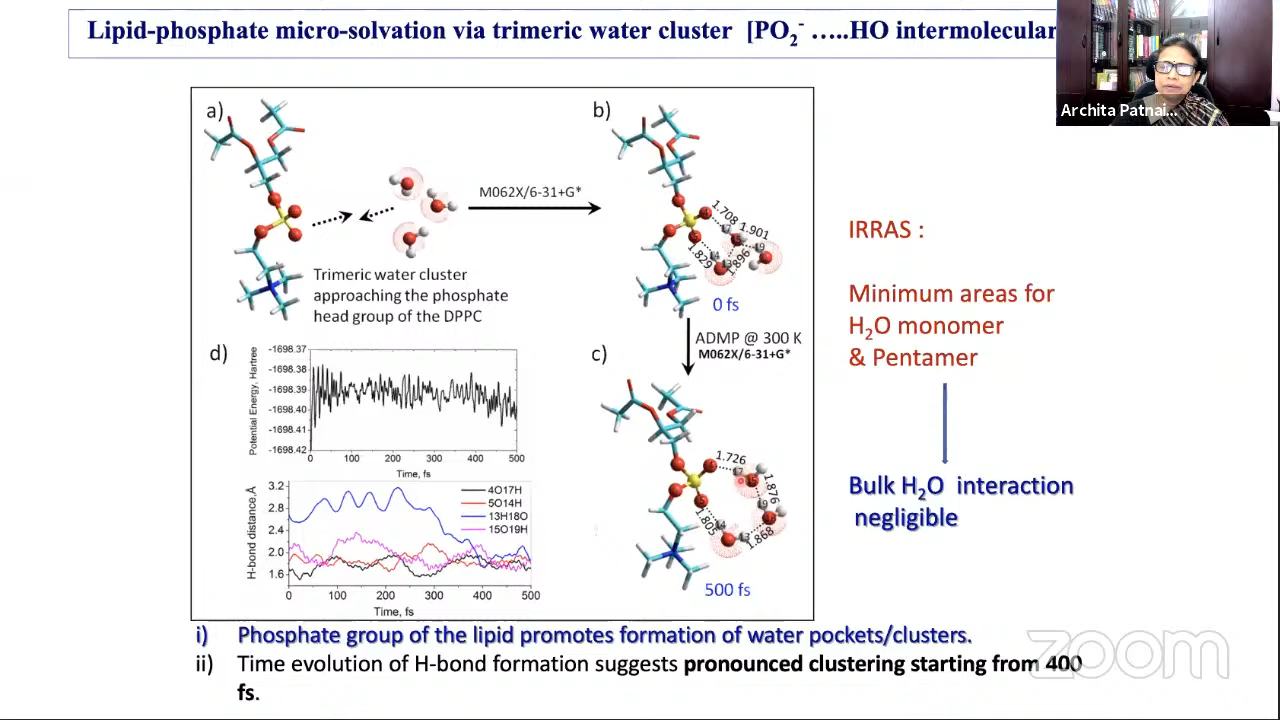 Lipid-phosphate micro-solvation via trimeric water cluster [PO2- …..HO intermolecular
Archita Patnai...
a)
b)
M062X/6-31+G*
1.708
1.901
17
19
14
13
1.829
1.896
Trimeric water cluster
approaching the phosphate
head group of the DPPC
0 fs
IRRAS :
Minimum areas for
H2O monomer
& Pentamer
Bulk H2O interaction
negligible
ADMP @ 300 K
M062X/6-31+G*
d)
c)
Potential Energy, Hartree
-1698.37
-1698.38
-1698.39
-1698.40
-1698.41
-1698.42
0 100 200 300 400 500
Time, fs
H-bond distance,Å
3.2
2.8
2.4
2.0
1.6
4O17H
5O14H
13H18O
15O19H
0 100 200 300 400 500
Time, fs
1.726
1.876
1.805
1.868
500 fs
i) Phosphate group of the lipid promotes formation of water pockets/clusters.
ii) Time evolution of H-bond formation suggests pronounced clustering starting from 400
fs.
zoom